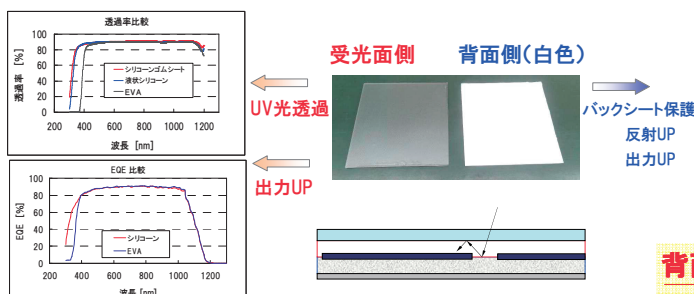 透過率比較
透過率 [%]
100
80
60
40
20
0
シリコーンゴムシート
液状シリコーン
EVA
200 400 600 800 1000 1200
波長 [nm]
EQE 比較
EQE [%]
100
80
60
40
20
0
シリコーン
EVA
200 400 600 800 1000 1200
波長 [nm]
受光面側
背面側(白色)
UV光透過
出力UP
バックシート保護
反射UP
出力UP
背面